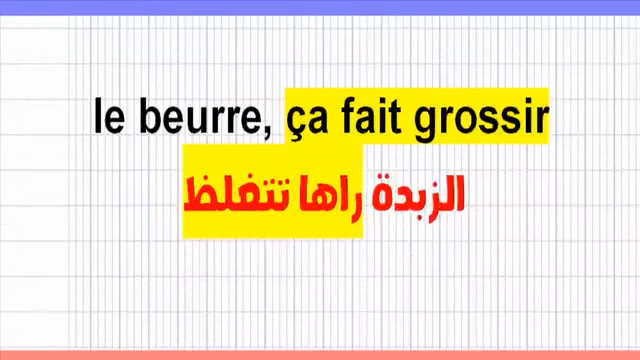 le beurre, ça fait grossir
الزبدة راها تتغلظ